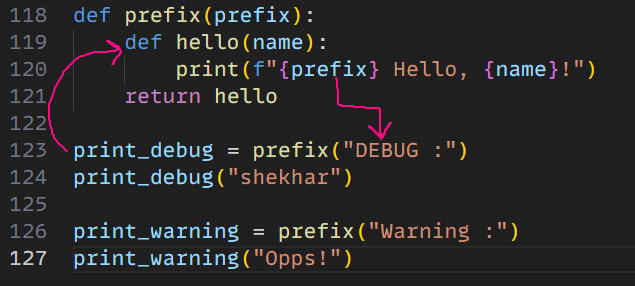 118 def prefix(prefix):
119     def hello(name):
120         print(f"{prefix} Hello, {name}!")
121     return hello
122
123 print_debug = prefix("DEBUG :")
124 print_debug("shekhar")
125
126 print_warning = prefix("Warning :")
127 print_warning("Opps!")